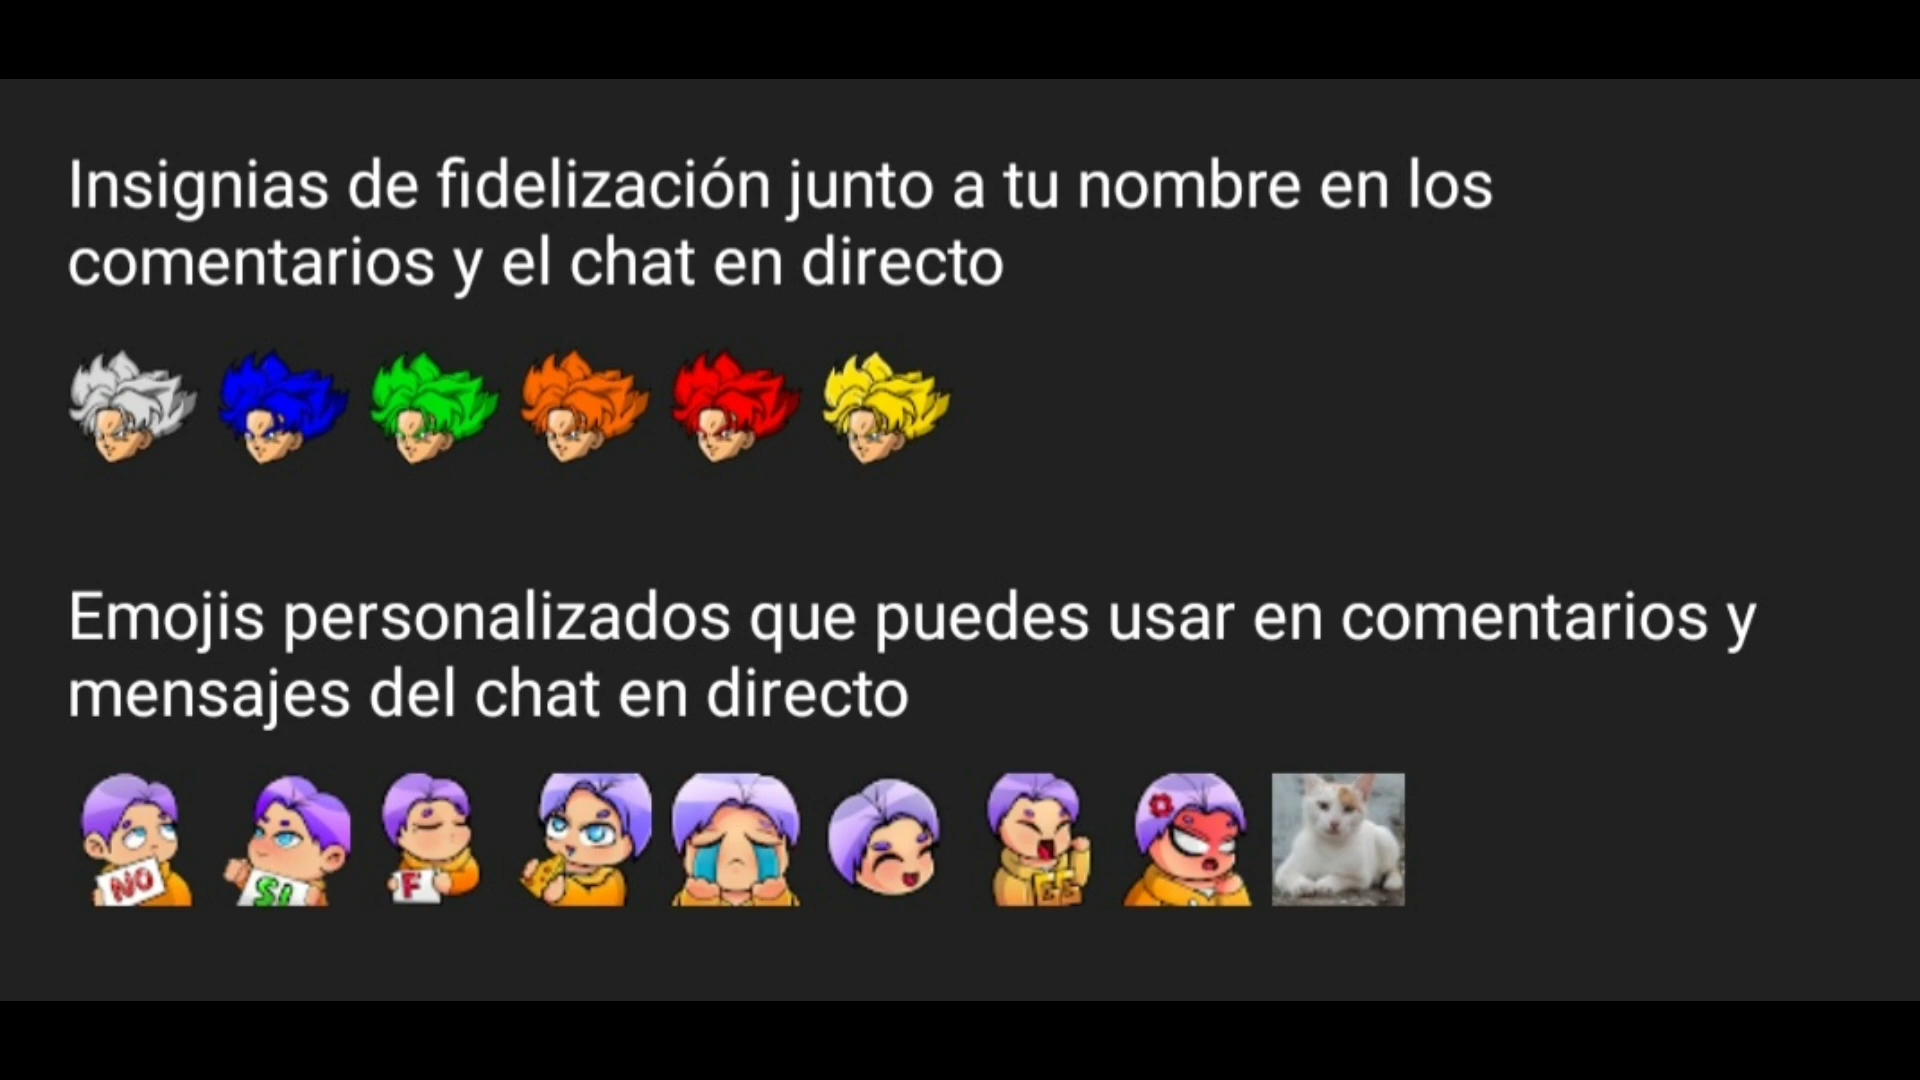 Insignias de fidelización junto a tu nombre en los
comentarios y el chat en directo
Emojis personalizados que puedes usar en comentarios y
mensajes del chat en directo
NO
SI
F
GG